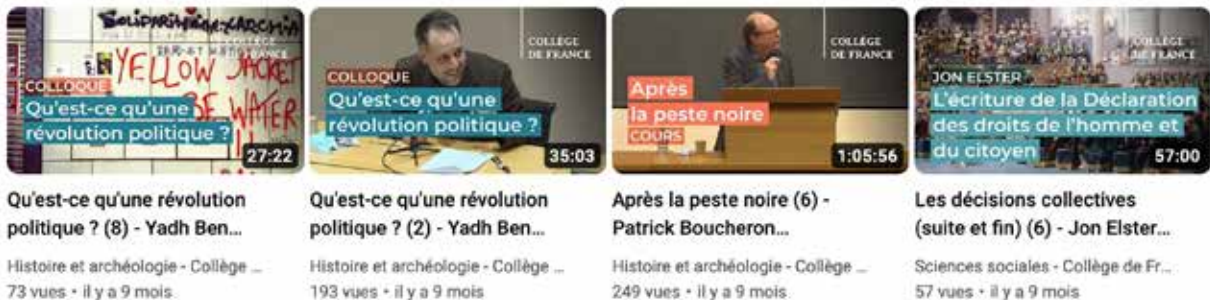 SOLIDARITÉ
YELLOW JACKET
BE WATER
COLLÈGE
DE FRANCE
COLLOQUE
Qu'est-ce qu'une
révolution politique ?
27:22
Qu'est-ce qu'une révolution
politique ? (8) - Yadh Ben...
Histoire et archéologie - Collège ...
73 vues • il y a 9 mois
COLLÈGE
DE FRANCE
COLLOQUE
Qu'est-ce qu'une
révolution politique ?
35:03
Qu'est-ce qu'une révolution
politique ? (2) - Yadh Ben...
Histoire et archéologie - Collège ...
193 vues • il y a 9 mois
COLLÈGE
DE FRANCE
Après
la peste noire
COURS
1:05:56
Après la peste noire (6) -
Patrick Boucheron...
Histoire et archéologie - Collège ...
249 vues • il y a 9 mois
COLLÈGE
DE FRANCE
JON ELSTER
L'écriture de la Déclaration
des droits de l'homme et
du citoyen
57:00
Les décisions collectives
(suite et fin) (6) - Jon Elster...
Sciences sociales - Collège de Fr...
57 vues • il y a 9 mois